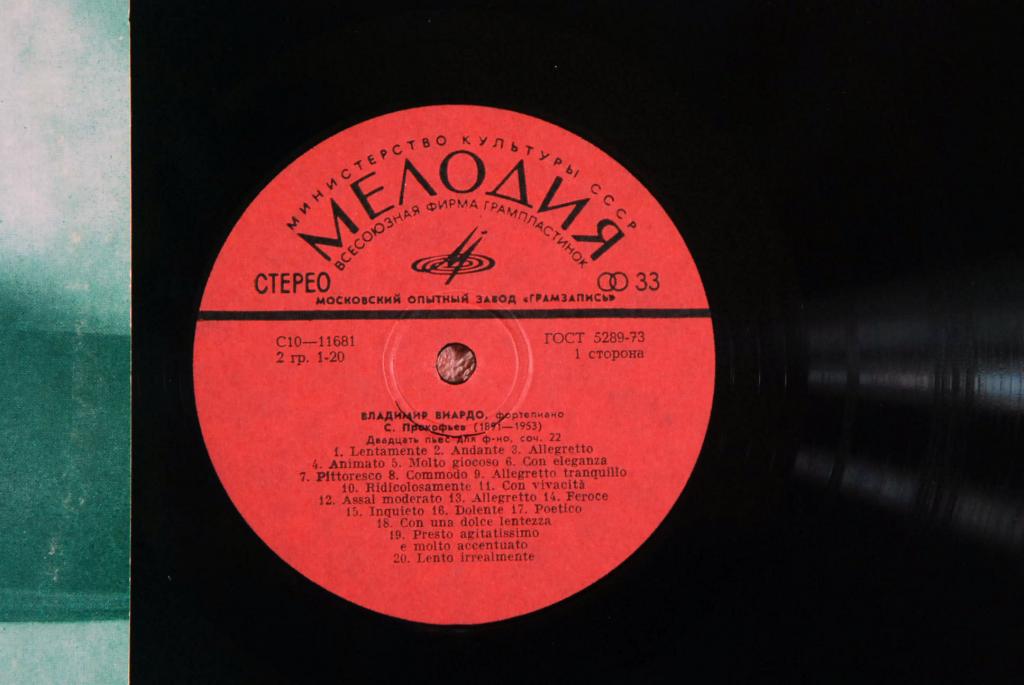 МИНИСТЕРСТВО КУЛЬТУРЫ СССР
МЕЛОДИЯ
ВСЕСОЮЗНАЯ ФИРМА ГРАМПЛАСТИНОК
СТЕРЕО
33
МОСКОВСКИЙ ОПЫТНЫЙ ЗАВОД «ГРАМЗАПИСЬ»
С10—11681
2 гр. 1-20
ГОСТ 5289-73
1 сторона
ВЛАДИМИР ВИАРДО, фортепиано
С. Прокофьев (1891—1953)
Двадцать пьес для ф-но, соч. 22
1. Lentamente 2. Andante 3. Allegretto
4. Animato 5. Molto giocoso 6. Con eleganza
7. Pittoresco 8. Commodo 9. Allegretto tranquillo
10. Ridicolosamente 11. Con vivacità
12. Assai moderato 13. Allegretto 14. Feroce
15. Inquieto 16. Dolente 17. Poetico
18. Con una dolce lentezza
19. Presto agitatissimo
e molto accentuato
20. Lento irrealmente